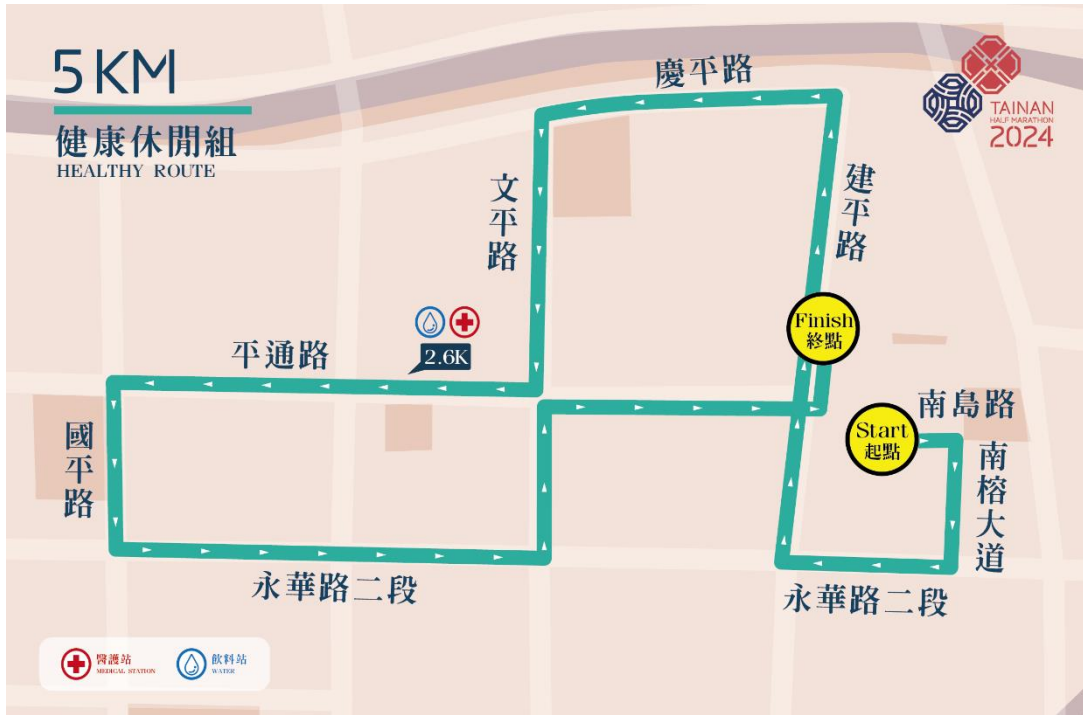 5KM
健康休閒組
HEALTHY ROUTE
慶平路
TAINAN
HALF MARATHON
2024
文平路
建平路
Finish
終點
2.6K
平通路
南島路
Start
起點
國平路
南榕大道
永華路二段
永華路二段
醫護站
MEDICAL STATION
飲料站
WATER